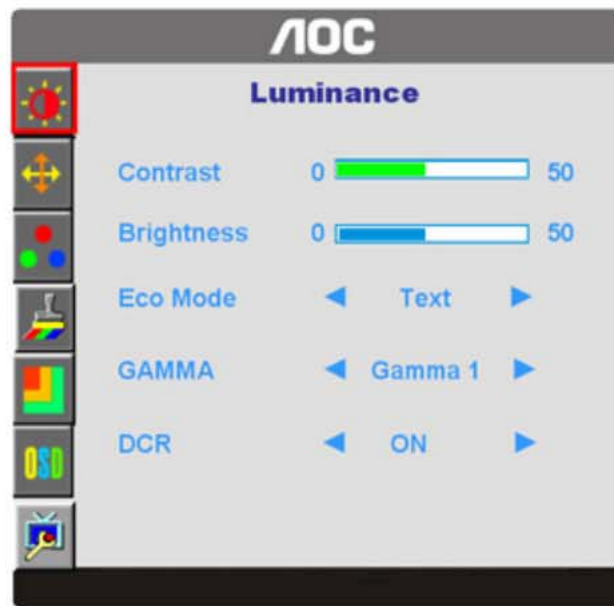 AOC
Luminance
Contrast 0 50
Brightness 0 50
Eco Mode Text
GAMMA Gamma 1
DCR ON
OSD